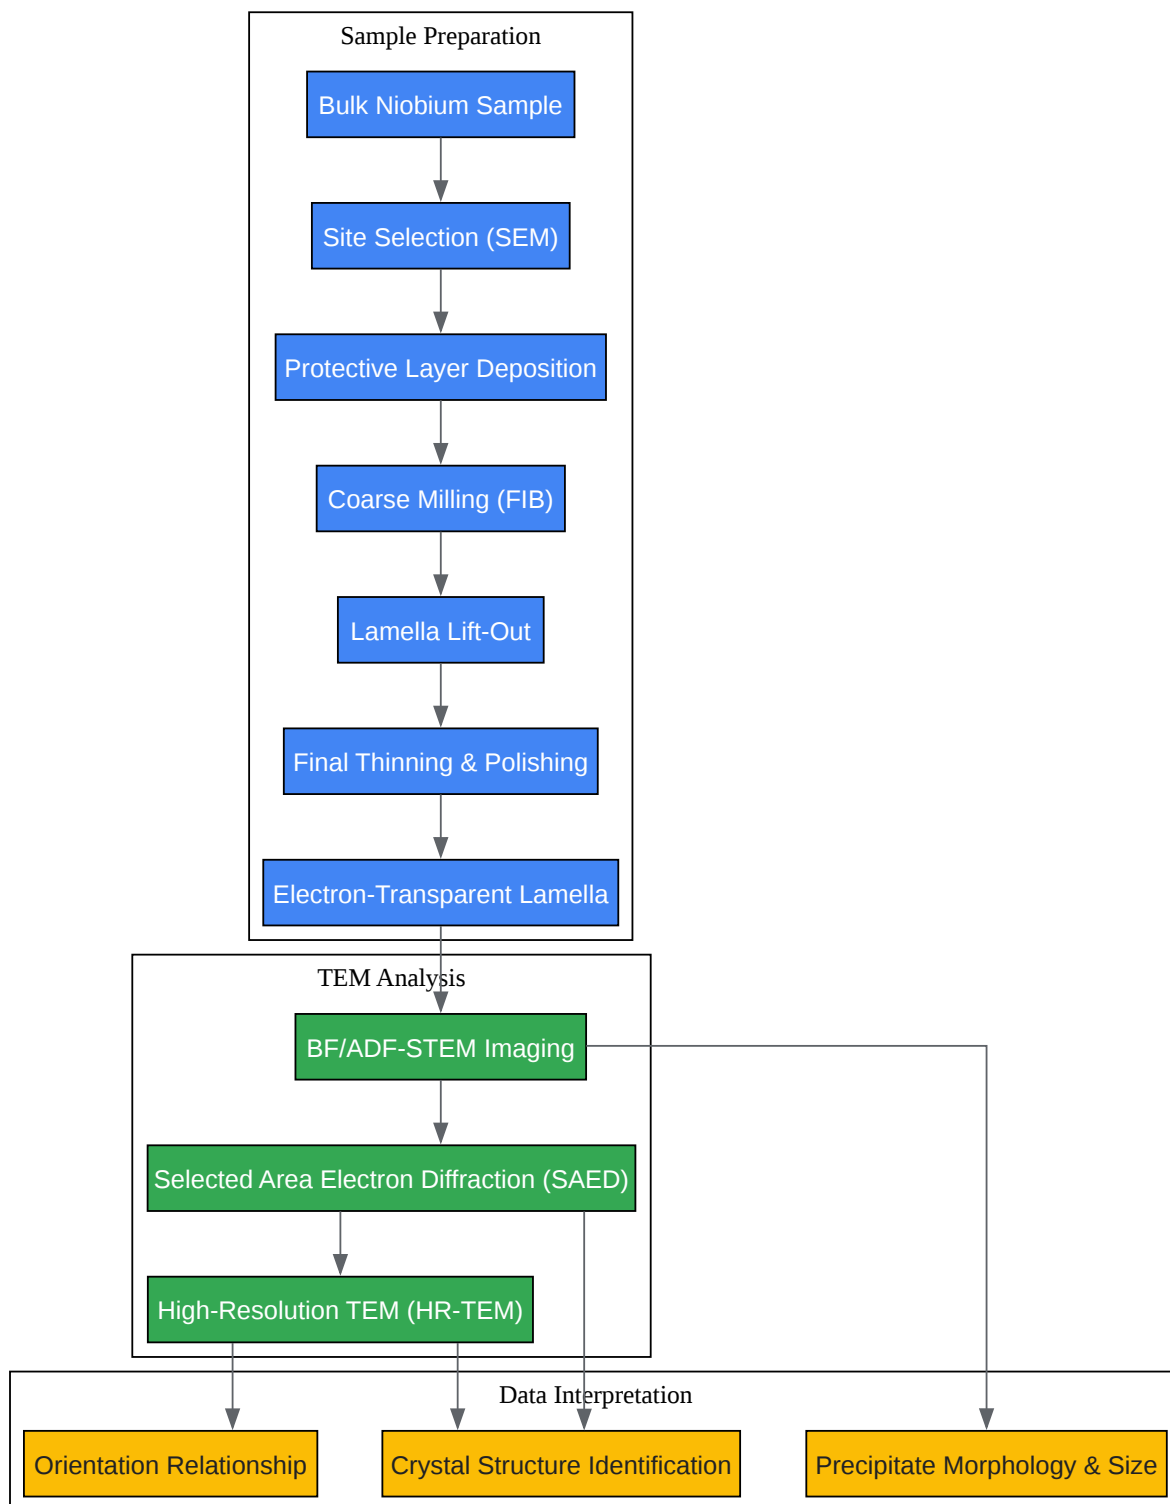 Sample Preparation
Bulk Niobium Sample
Site Selection (SEM)
Protective Layer Deposition
Coarse Milling (FIB)
Lamella Lift-Out
Final Thinning & Polishing
Electron-Transparent Lamella
TEM Analysis
BF/ADF-STEM Imaging
Selected Area Electron Diffraction (SAED)
High-Resolution TEM (HR-TEM)
Data Interpretation
Orientation Relationship
Crystal Structure Identification
Precipitate Morphology & Size